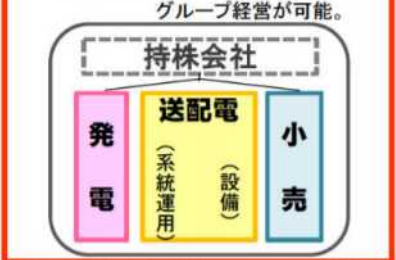 グループ経営が可能。
持株会社
発電
送配電
（系統運用）
（設備）
小売